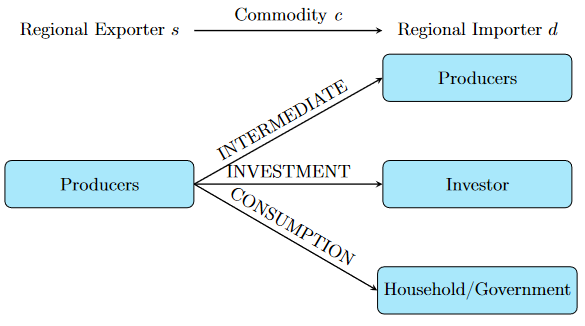 Regional Exporter s
Commodity c
Regional Importer d
Producers
INTERMEDIATE
Producers
INVESTMENT
Investor
CONSUMPTION
Household/Government